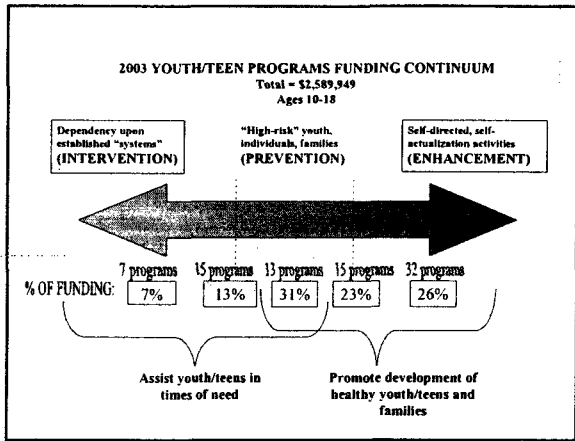 2003 YOUTH/TEEN PROGRAMS FUNDING CONTINUUM
Total = $2,589,949
Ages 10-18
Dependency upon
established "systems"
(INTERVENTION)
"High-risk" youth,
individuals, families
(PREVENTION)
Self-directed, self-
actualization activities
(ENHANCEMENT)
7 programs 15 programs 13 programs 15 programs 32 programs
% OF FUNDING: 7% 13% 31% 23% 26%
Assist youth/teens in
times of need
Promote development of
healthy youth/teens and
families